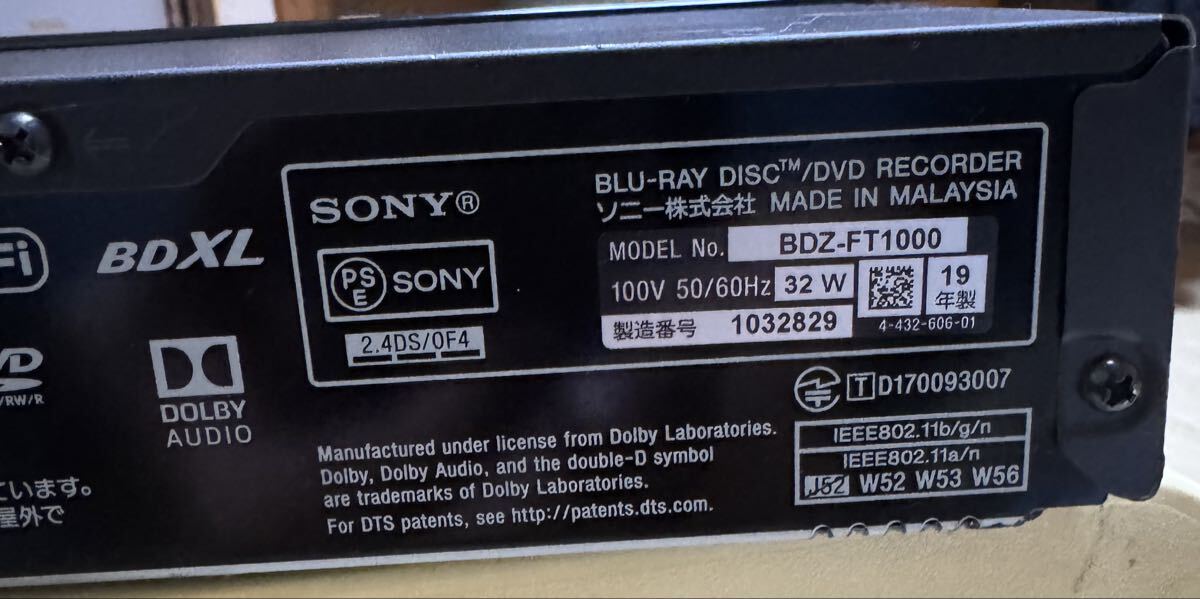 Fi
BDXL
VD
/RW/R
DOLBY
AUDIO
ています。
屋外で
SONY®
PSE SONY
2.4DS/OF4
BLU-RAY DISC™/DVD RECORDER
ソニー株式会社 MADE IN MALAYSIA
MODEL No. BDZ-FT1000
100V 50/60Hz 32 W
19
年製
製造番号 1032829
4-432-606-01
T D170093007
IEEE802.11b/g/n
IEEE802.11a/n
J52 W52 W53 W56
Manufactured under license from Dolby Laboratories.
Dolby, Dolby Audio, and the double-D symbol
are trademarks of Dolby Laboratories.
For DTS patents, see http://patents.dts.com.